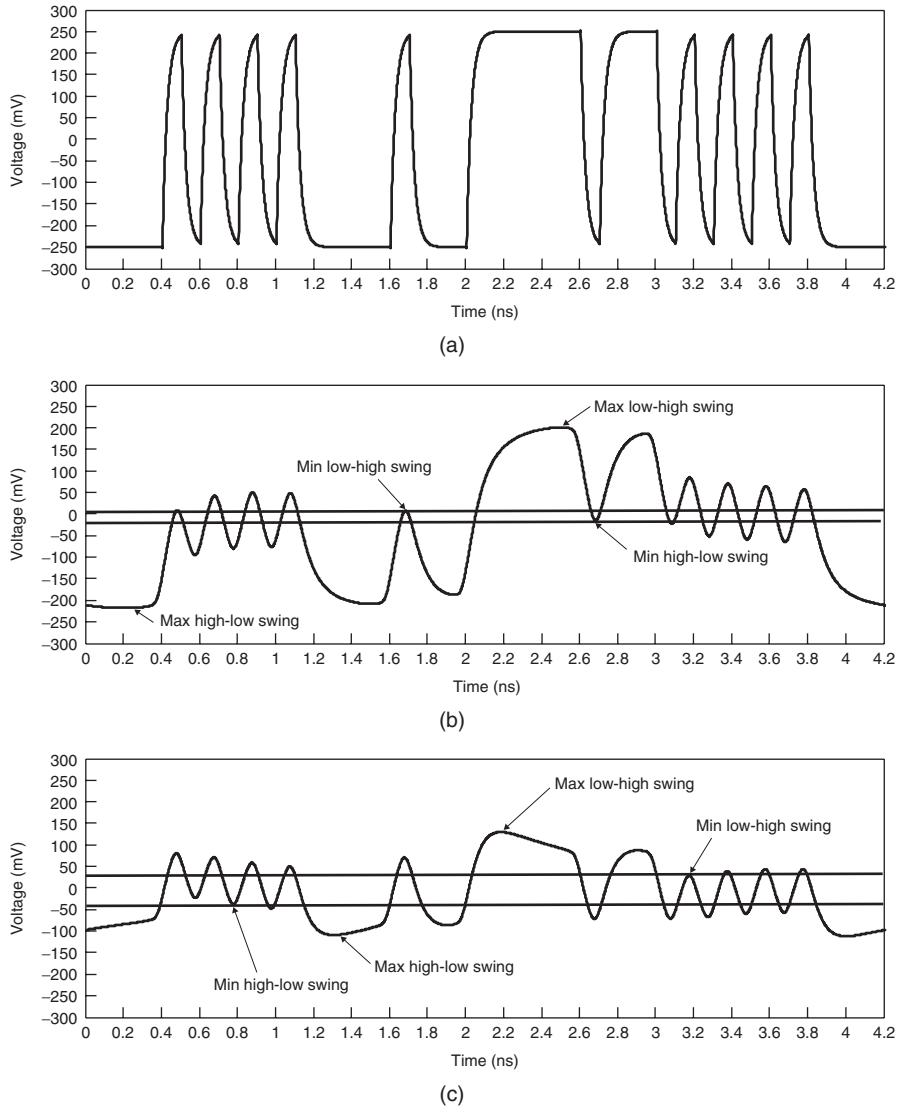 300
250
200
150
100
50
0
−50
−100
−150
−200
−250
−300
Voltage (mV)
0 0.2 0.4 0.6 0.8 1 1.2 1.4 1.6 1.8 2 2.2 2.4 2.6 2.8 3 3.2 3.4 3.6 3.8 4 4.2
Time (ns)
(a)
300
250
200
150
100
50
0
−50
−100
−150
−200
−250
−300
Voltage (mV)
Max low-high swing
Min low-high swing
Min high-low swing
Max high-low swing
0 0.2 0.4 0.6 0.8 1 1.2 1.4 1.6 1.8 2 2.2 2.4 2.6 2.8 3 3.2 3.4 3.6 3.8 4 4.2
Time (ns)
(b)
300
250
200
150
100
50
0
−50
−100
−150
−200
−250
−300
Voltage (mV)
Max low-high swing
Min low-high swing
Max high-low swing
Min high-low swing
0 0.2 0.4 0.6 0.8 1 1.2 1.4 1.6 1.8 2 2.2 2.4 2.6 2.8 3 3.2 3.4 3.6 3.8 4 4.2
Time (ns)
(c)